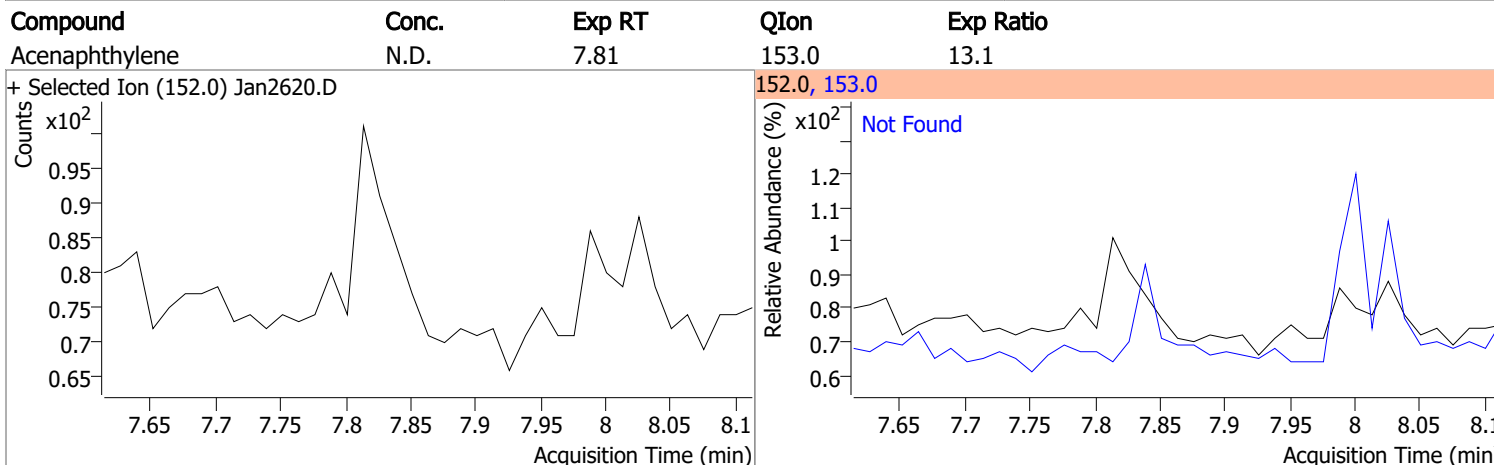 Compound Conc. Exp RT QIon Exp Ratio
Acenaphthylene N.D. 7.81 153.0 13.1
+ Selected Ion (152.0) Jan2620.D
Counts
x10²
0.95
0.9
0.85
0.8
0.75
0.7
0.65
7.65 7.7 7.75 7.8 7.85 7.9 7.95 8 8.05 8.1
Acquisition Time (min)
152.0, 153.0
Relative Abundance (%)
x10²
Not Found
1.2
1.1
1
0.9
0.8
0.7
0.6
7.65 7.7 7.75 7.8 7.85 7.9 7.95 8 8.05 8.1
Acquisition Time (min